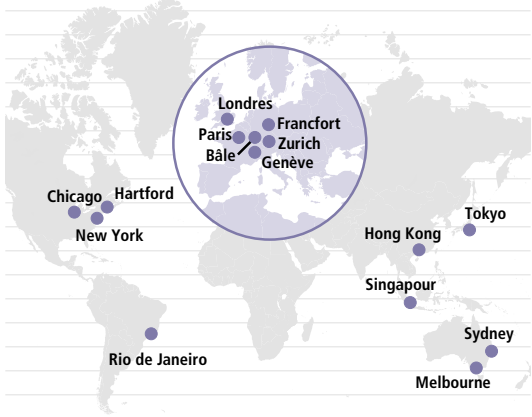 Londres
Francfort
Paris
Zurich
Bâle
Genève
Chicago
Hartford
New York
Tokyo
Hong Kong
Singapour
Sydney
Rio de Janeiro
Melbourne